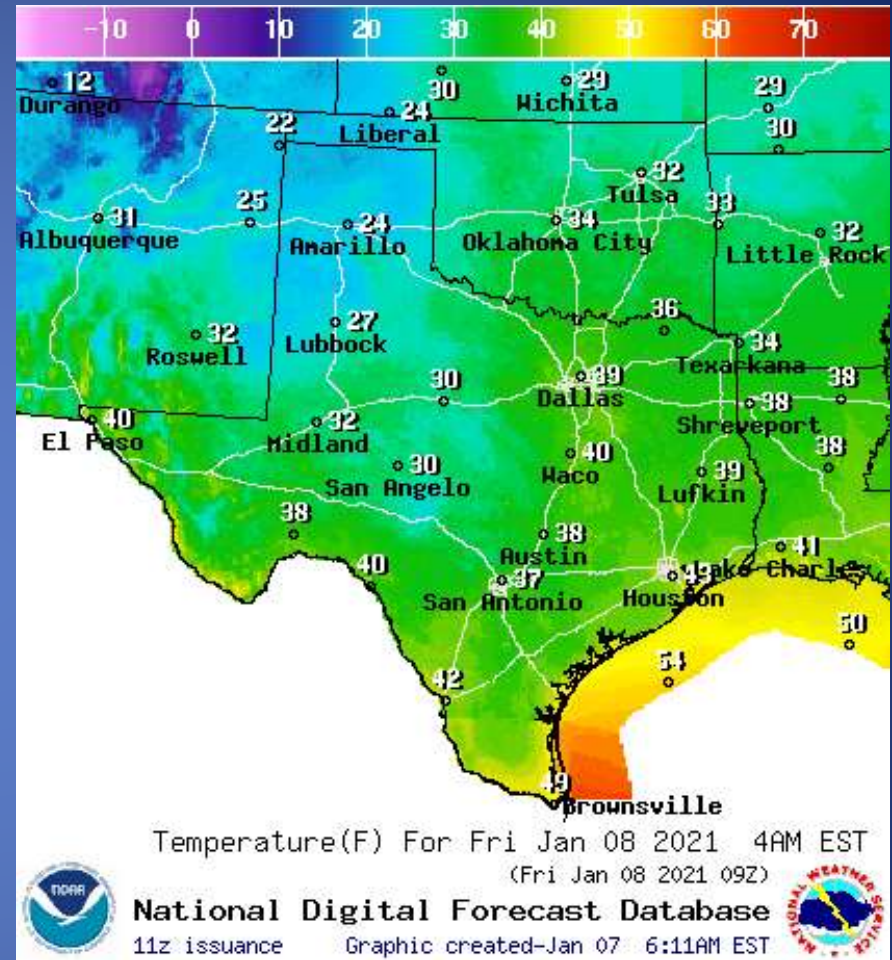 -10 0 10 20 30 40 50 60 70
12
Durango
30
29
Wichita
29
24
Liberal
22
30
32
Tulsa
31
Albuquerque
25
24
Amarillo
34
Oklahoma City
33
32
Little Rock
32
Roswell
27
Lubbock
36
34
Texarkana
39
Dallas
30
38
Shreveport
38
40
El Paso
32
Midland
30
San Angelo
40
Waco
39
Lufkin
38
38
38
Austin
41
40
37
San Antonio
43
Houston
50
54
42
49
Brownsville
Temperature(F) For Fri Jan 08 2021 4AM EST
(Fri Jan 08 2021 09Z)
NOAA
National Digital Forecast Database
NATIONAL WEATHER SERVICE
11z issuance Graphic created-Jan 07 6:11AM EST